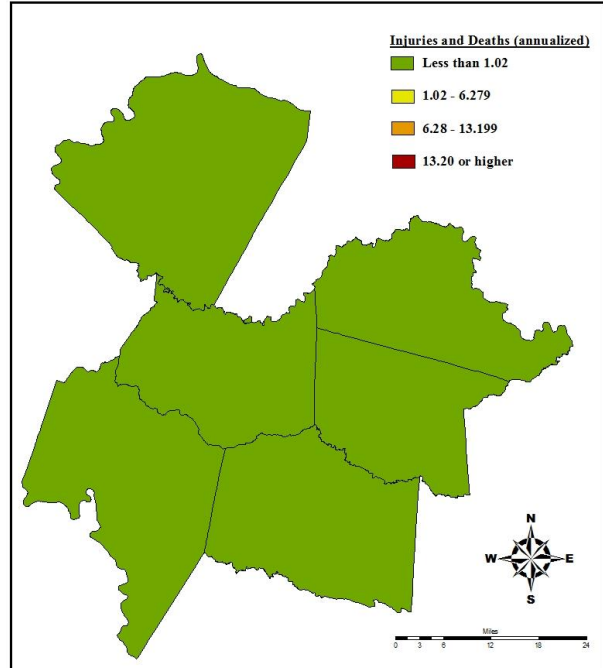 Injuries and Deaths (annualized)
Less than 1.02
1.02 - 6.279
6.28 - 13.199
13.20 or higher
N
W E
S
Miles
0 3 6 12 18 24